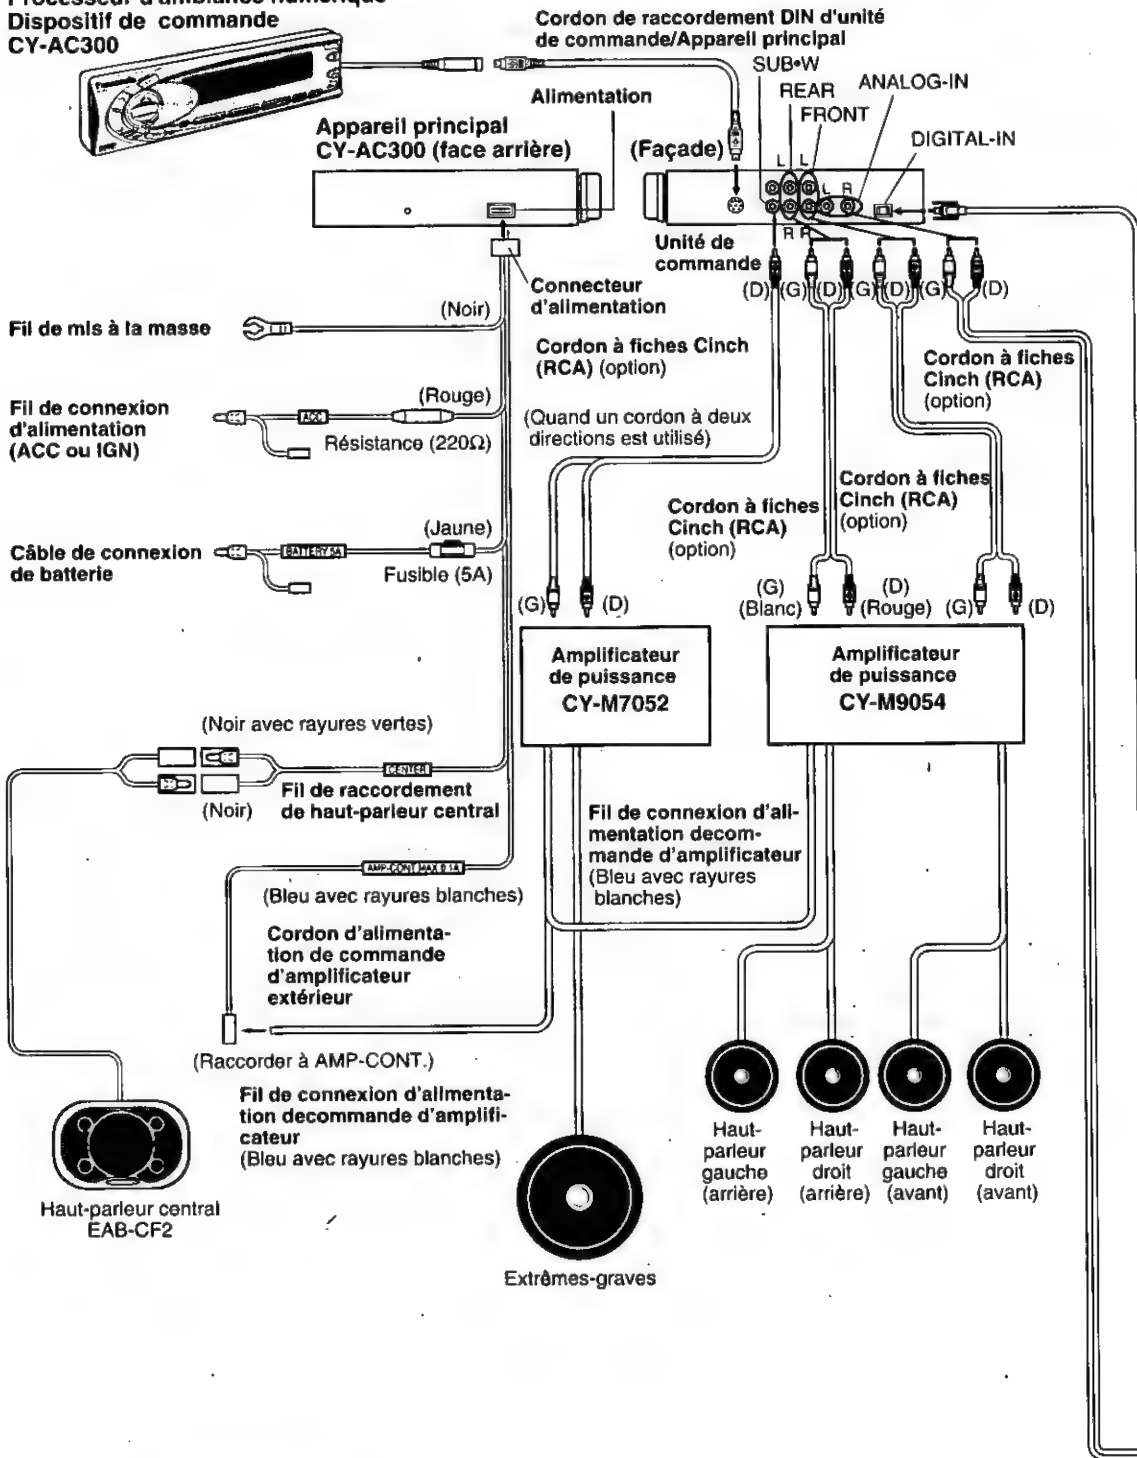 Processeur d'ambiance numérique
Dispositif de commande
CY-AC300
Cordon de raccordement DIN d'unité
de commande/Appareil principal
SUB•W
REAR
FRONT
ANALOG-IN
DIGITAL-IN
Alimentation
Appareil principal
CY-AC300 (face arrière)
(Façade)
L L
L R
R R
Unité de
commande
(D) (G) (D) (G) (D) (G) (D)
Connecteur
d'alimentation
(Noir)
Fil de mls à la masse
Cordon à fiches Cinch
(RCA) (option)
Cordon à fiches
Cinch (RCA)
(option)
(Rouge)
Fil de connexion
d'alimentation
(ACC ou IGN)
ACC
Résistance (220Ω)
(Quand un cordon à deux
directions est utilisé)
Cordon à fiches
Cinch (RCA)
(option)
Cordon à fiches
Cinch (RCA)
(option)
(Jaune)
Câble de connexion
de batterie
BATTERY 5A
Fusible (5A)
(G) (D)
(G)
(Blanc)
(D)
(Rouge)
(G) (D)
Amplificateur
de puissance
CY-M7052
Amplificateur
de puissance
CY-M9054
(Noir avec rayures vertes)
CENTER
(Noir)
Fil de raccordement
de haut-parleur central
Fil de connexion d'ali-
mentation decom-
mande d'amplificateur
(Bleu avec rayures
blanches)
AMP-CONT MAX 0.1A
(Bleu avec rayures blanches)
Cordon d'alimenta-
tion de commande
d'amplificateur
extérieur
(Raccorder à AMP-CONT.)
Fil de connexion d'alimenta-
tion decommande d'amplifi-
cateur
(Bleu avec rayures blanches)
Haut-parleur central
EAB-CF2
Extrêmes-graves
Haut-
parleur
gauche
(arrière)
Haut-
parleur
droit
(arrière)
Haut-
parleur
gauche
(avant)
Haut-
parleur
droit
(avant)